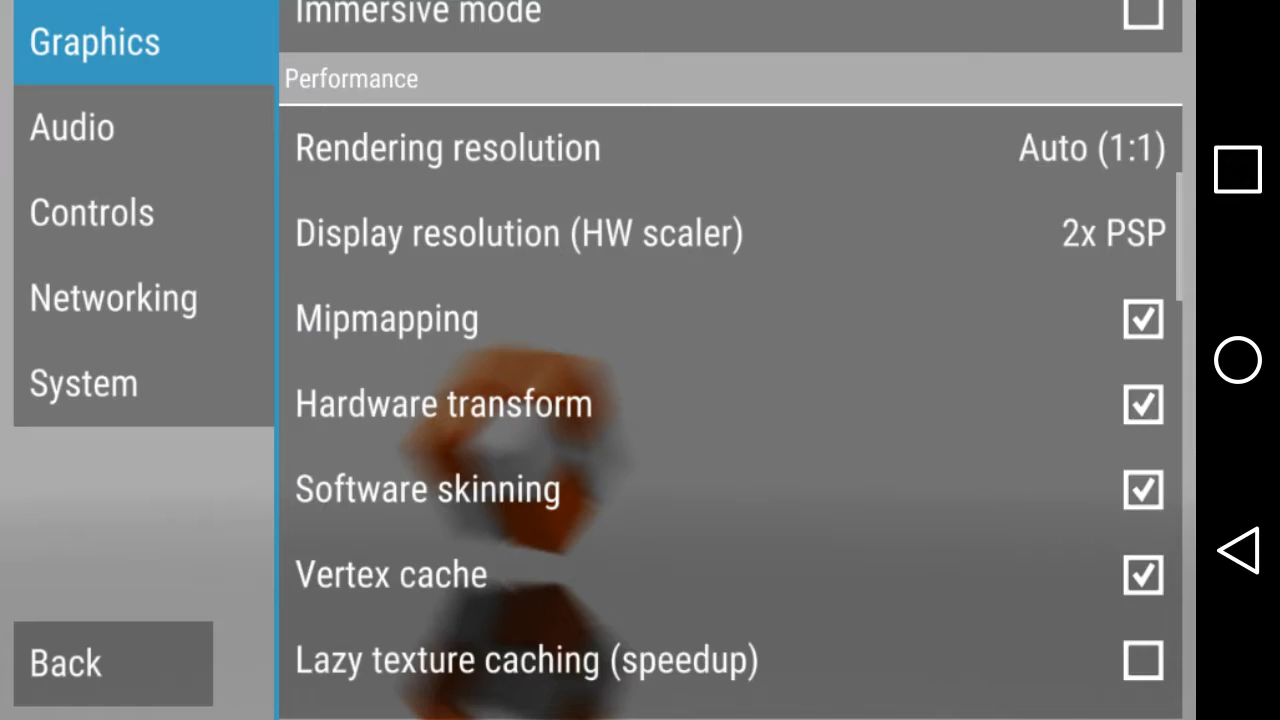 Graphics
Audio
Controls
Networking
System
Back
Immersive mode
Performance
Rendering resolution Auto (1:1)
Display resolution (HW scaler) 2x PSP
Mipmapping
Hardware transform
Software skinning
Vertex cache
Lazy texture caching (speedup)